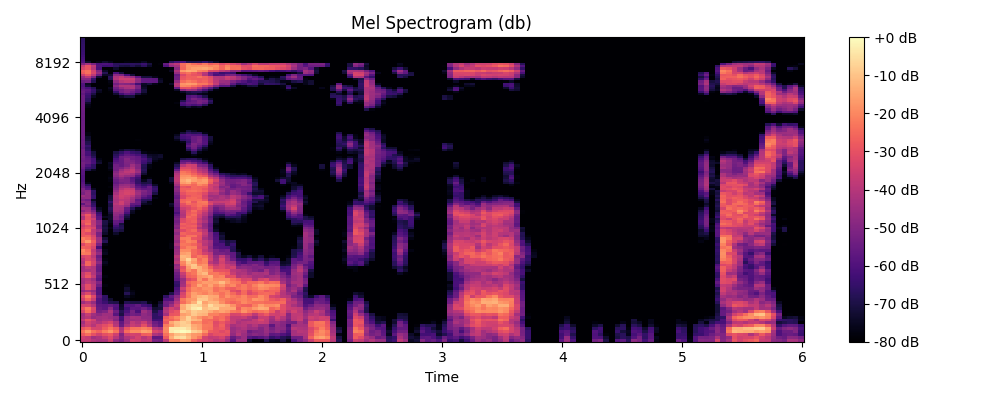 Mel Spectrogram (db)
Hz
8192
4096
2048
1024
512
0
0 1 2 3 4 5 6
Time
+0 dB
-10 dB
-20 dB
-30 dB
-40 dB
-50 dB
-60 dB
-70 dB
-80 dB